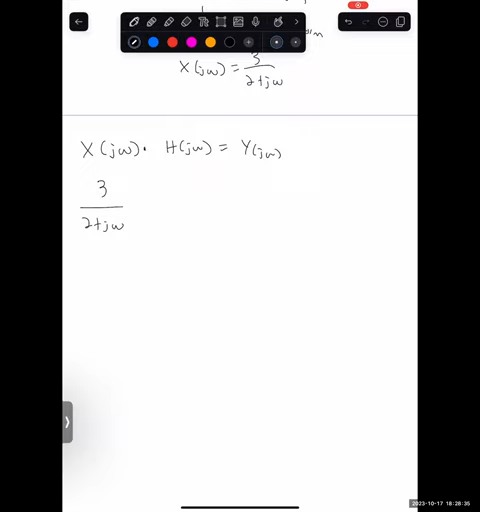 X(jω) = 3/(2+jω)
X(jω) · H(jω) = Y(jω)
3
2+jω
2023-10-17 18:28:35